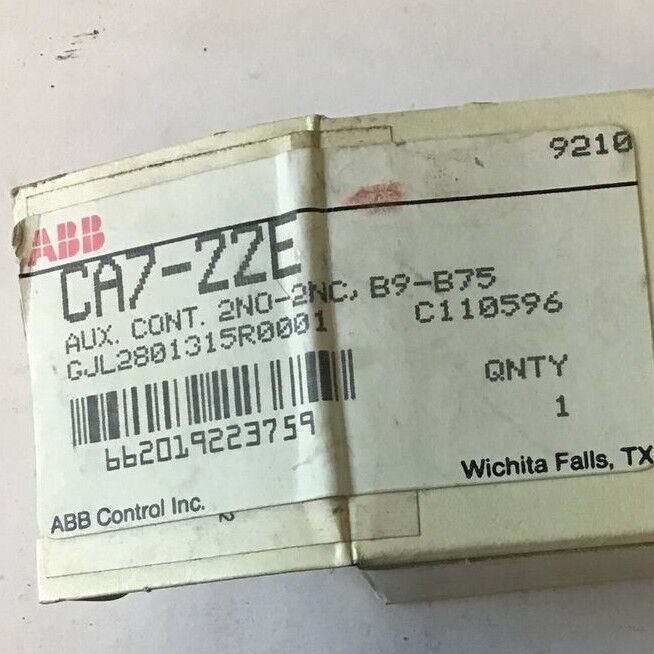 9210
ABB
CA7-22E
AUX. CONT. 2NO-2NC, B9-B75
GJL2801315R0001 C110596
QNTY
1
662019223759
ABB Control Inc. Wichita Falls, TX